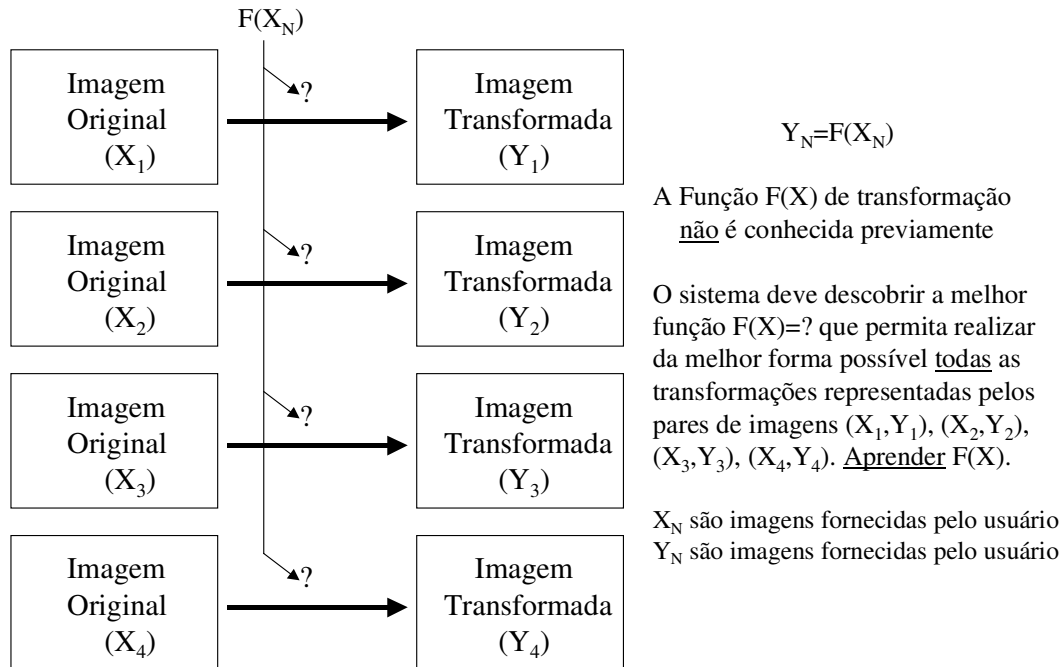 F(X_N)
Imagem
Original
(X_1)
?
Imagem
Transformada
(Y_1)
Imagem
Original
(X_2)
?
Imagem
Transformada
(Y_2)
Imagem
Original
(X_3)
?
Imagem
Transformada
(Y_3)
Imagem
Original
(X_4)
?
Imagem
Transformada
(Y_4)
Y_N=F(X_N)
A Função F(X) de transformação
não é conhecida previamente
O sistema deve descobrir a melhor
função F(X)=? que permita realizar
da melhor forma possível todas as
transformações representadas pelos
pares de imagens (X_1,Y_1), (X_2,Y_2),
(X_3,Y_3), (X_4,Y_4). Aprender F(X).
X_N são imagens fornecidas pelo usuário
Y_N são imagens fornecidas pelo usuário